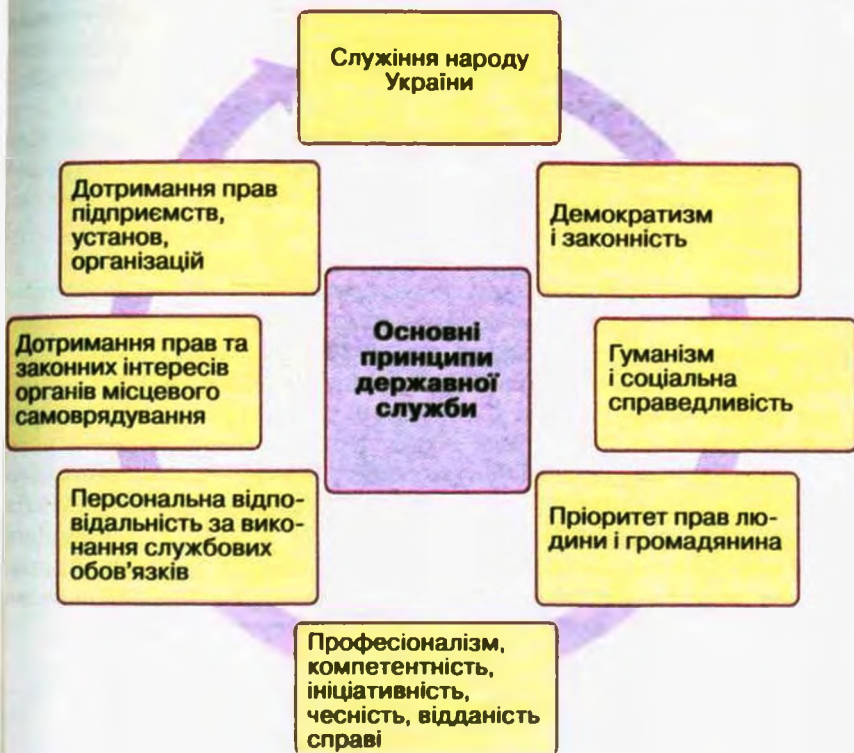 Служіння народу
України
Демократизм
і законність
Гуманізм
і соціальна
справедливість
Пріоритет прав лю-
дини і громадянина
Професіоналізм,
компетентність,
ініціативність,
чесність, відданість
справі
Персональна відпо-
відальність за вико-
нання службових
обов'язків
Дотримання прав та
законних інтересів
органів місцевого
самоврядування
Дотримання прав
підприємств,
установ,
організацій
Основні
принципи
державної
служби